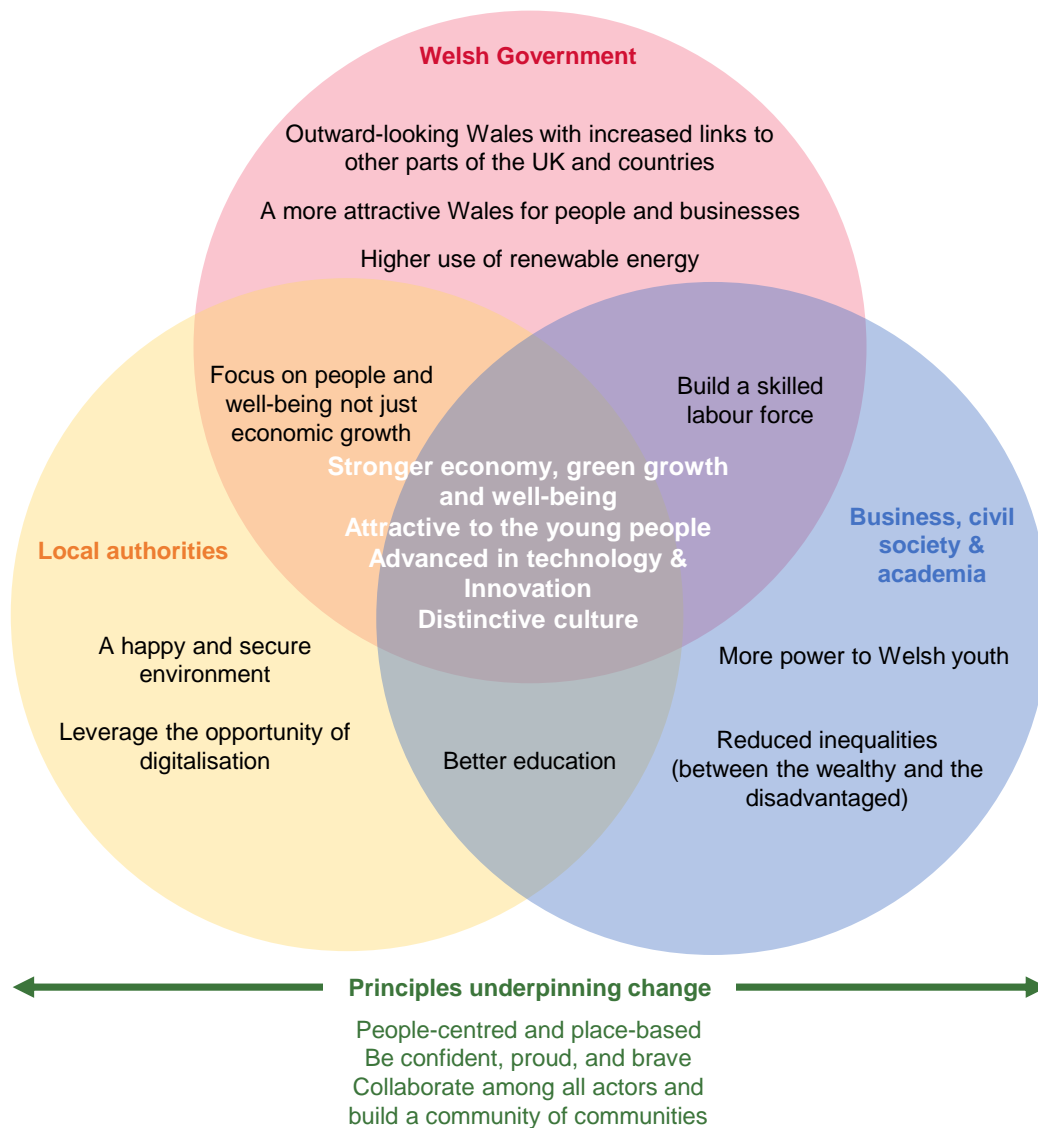 Welsh Government
Outward-looking Wales with increased links to
other parts of the UK and countries
A more attractive Wales for people and businesses
Higher use of renewable energy
Focus on people and
well-being not just
economic growth
Build a skilled
labour force
Stronger economy, green growth
and well-being
Attractive to the young people
Advanced in technology &
Innovation
Distinctive culture
Local authorities
Business, civil
society &
academia
A happy and secure
environment
Leverage the opportunity of
digitalisation
More power to Welsh youth
Reduced inequalities
(between the wealthy and the
disadvantaged)
Better education
Principles underpinning change
People-centred and place-based
Be confident, proud, and brave
Collaborate among all actors and
build a community of communities